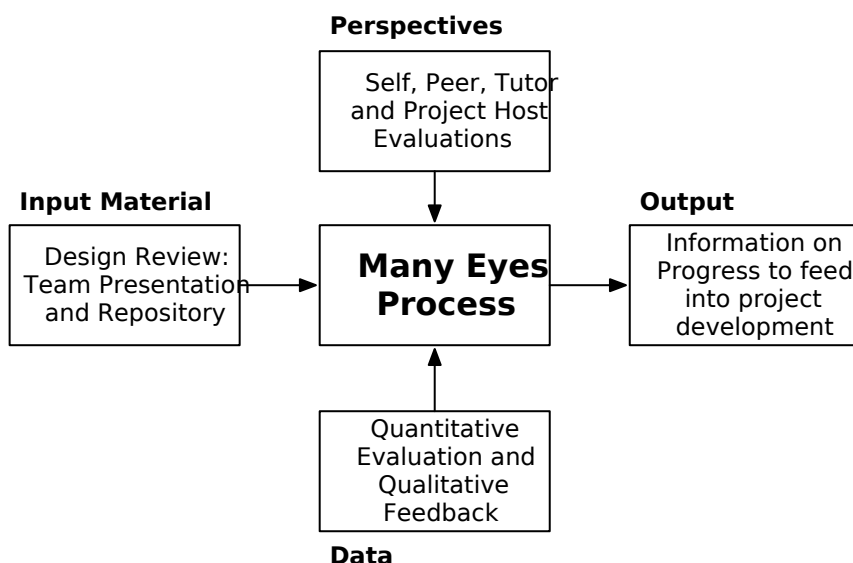 Perspectives
Self, Peer, Tutor
and Project Host
Evaluations
Input Material
Design Review:
Team Presentation
and Repository
Many Eyes
Process
Output
Information on
Progress to feed
into project
development
Quantitative
Evaluation and
Qualitative
Feedback
Data